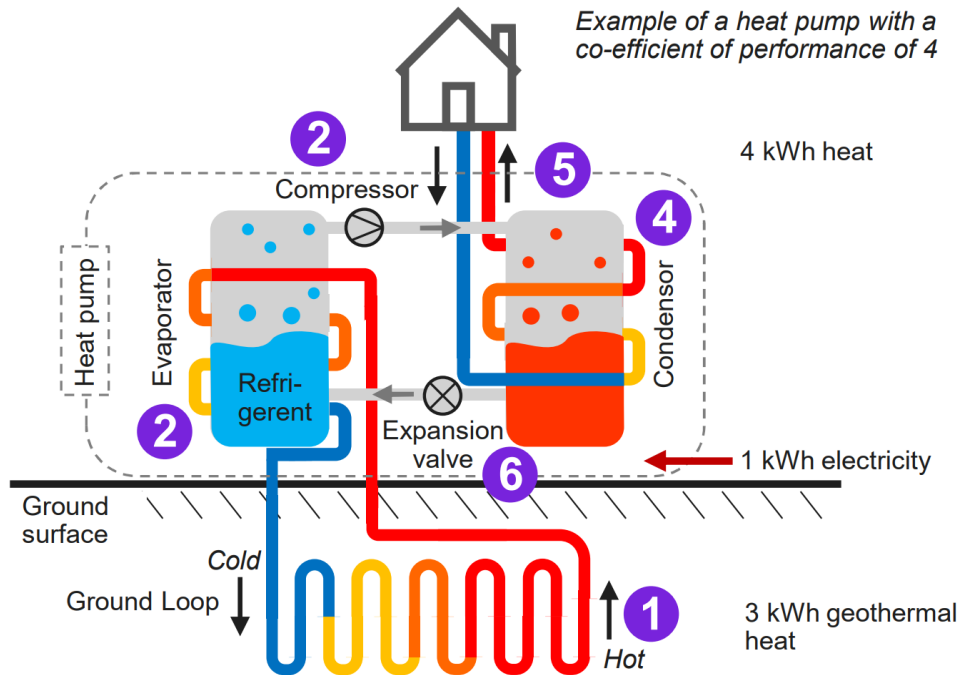 Example of a heat pump with a
co-efficient of performance of 4
2
Compressor
5
4 kWh heat
4
Heat pump
Evaporator
Condensor
Refri-
gerent
2
Expansion
valve
6
1 kWh electricity
Ground
surface
Cold
Ground Loop
1
Hot
3 kWh geothermal
heat